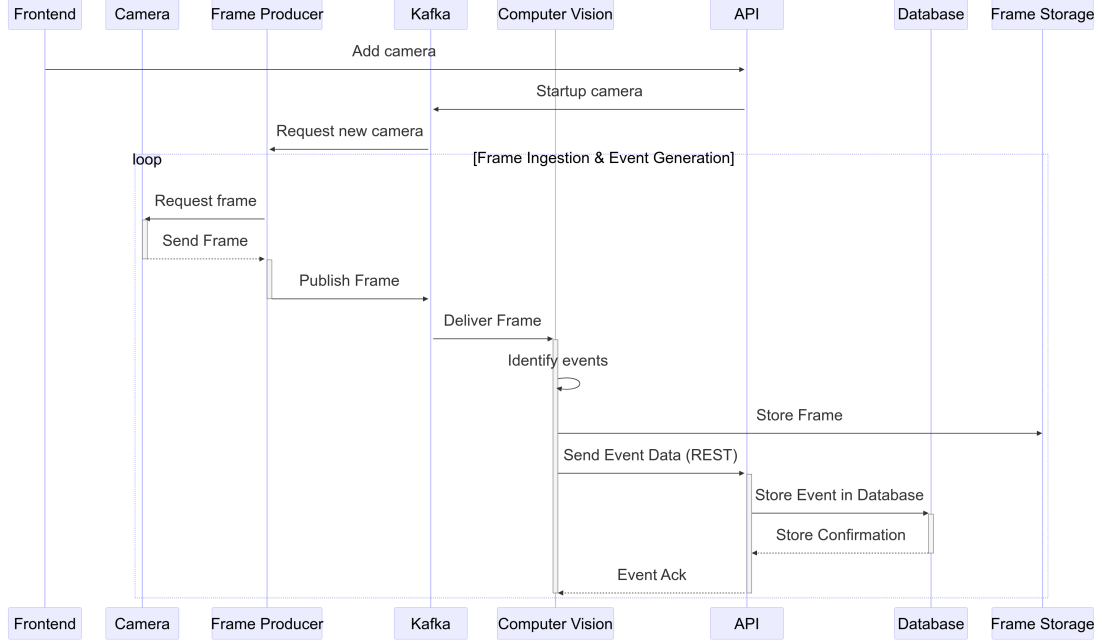 Frontend
Camera
Frame Producer
Kafka
Computer Vision
API
Database
Frame Storage
Add camera
Startup camera
Request new camera
loop
[Frame Ingestion & Event Generation]
Request frame
Send Frame
Publish Frame
Deliver Frame
Identify events
Store Frame
Send Event Data (REST)
Store Event in Database
Store Confirmation
Event Ack
Frontend
Camera
Frame Producer
Kafka
Computer Vision
API
Database
Frame Storage